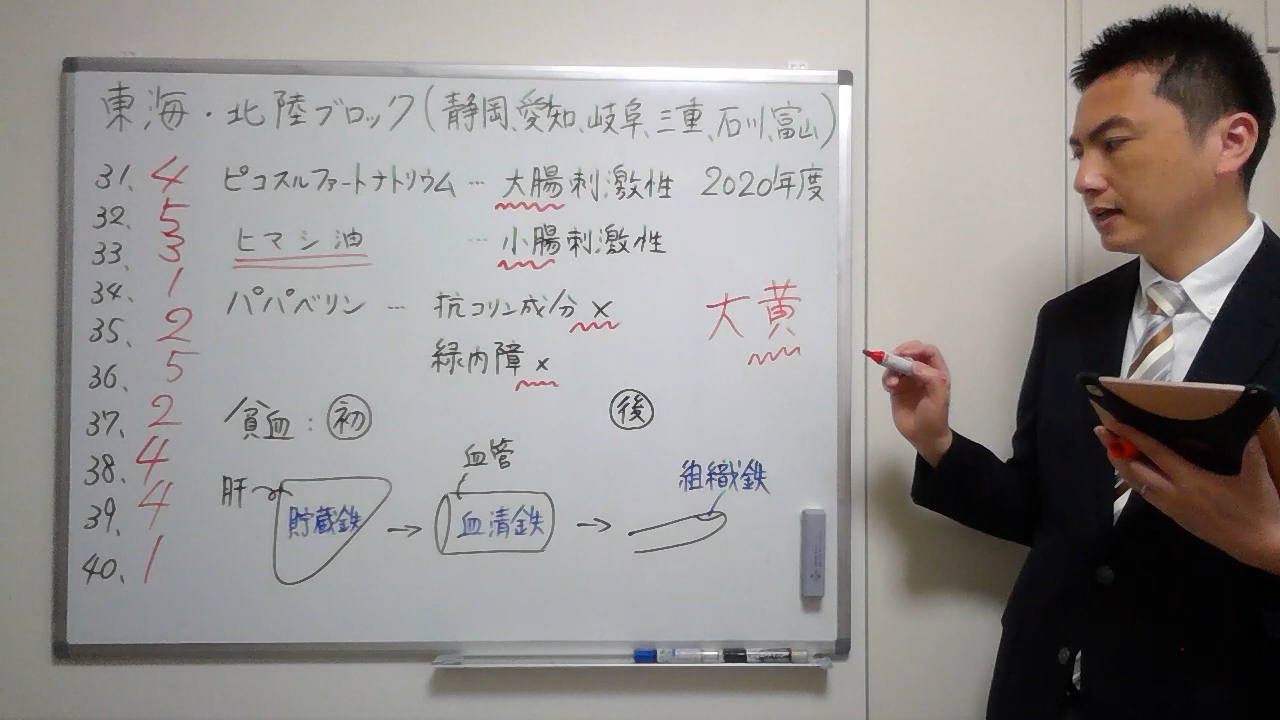 東海・北陸ブロック(静岡、愛知、岐阜、三重、石川、富山)
31. 4 ピコスルファートナトリウム … 大腸刺激性 2020年度
32. 5
33. 3 ヒマシ油 … 小腸刺激性
34. 1 パパベリン … 抗コリン成分× 大黄
35. 2
緑内障×
36. 5
37. 2 貧血:初 後
38. 4 血管
39. 4 肝 貯蔵鉄 → 血清鉄 → 組織鉄
40. 1